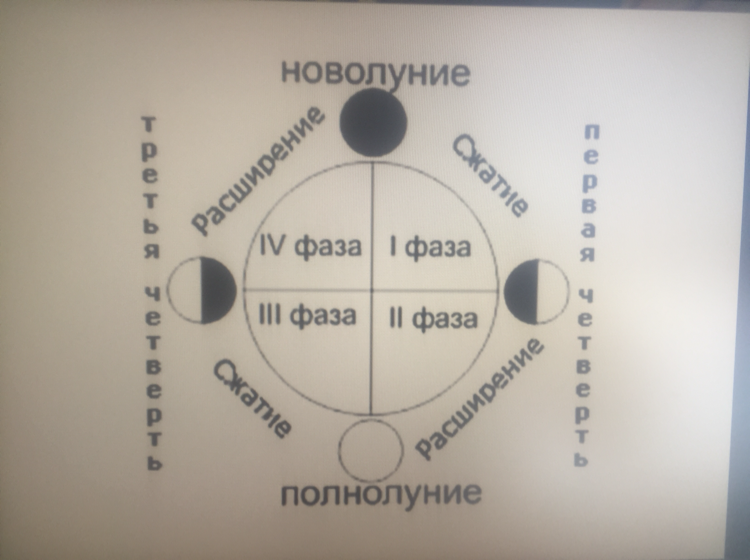 новолуние
третья четверть
Расширение
Сжатие
первая четверть
IV фаза
I фаза
III фаза
II фаза
Сжатие
Расширение
полнолуние